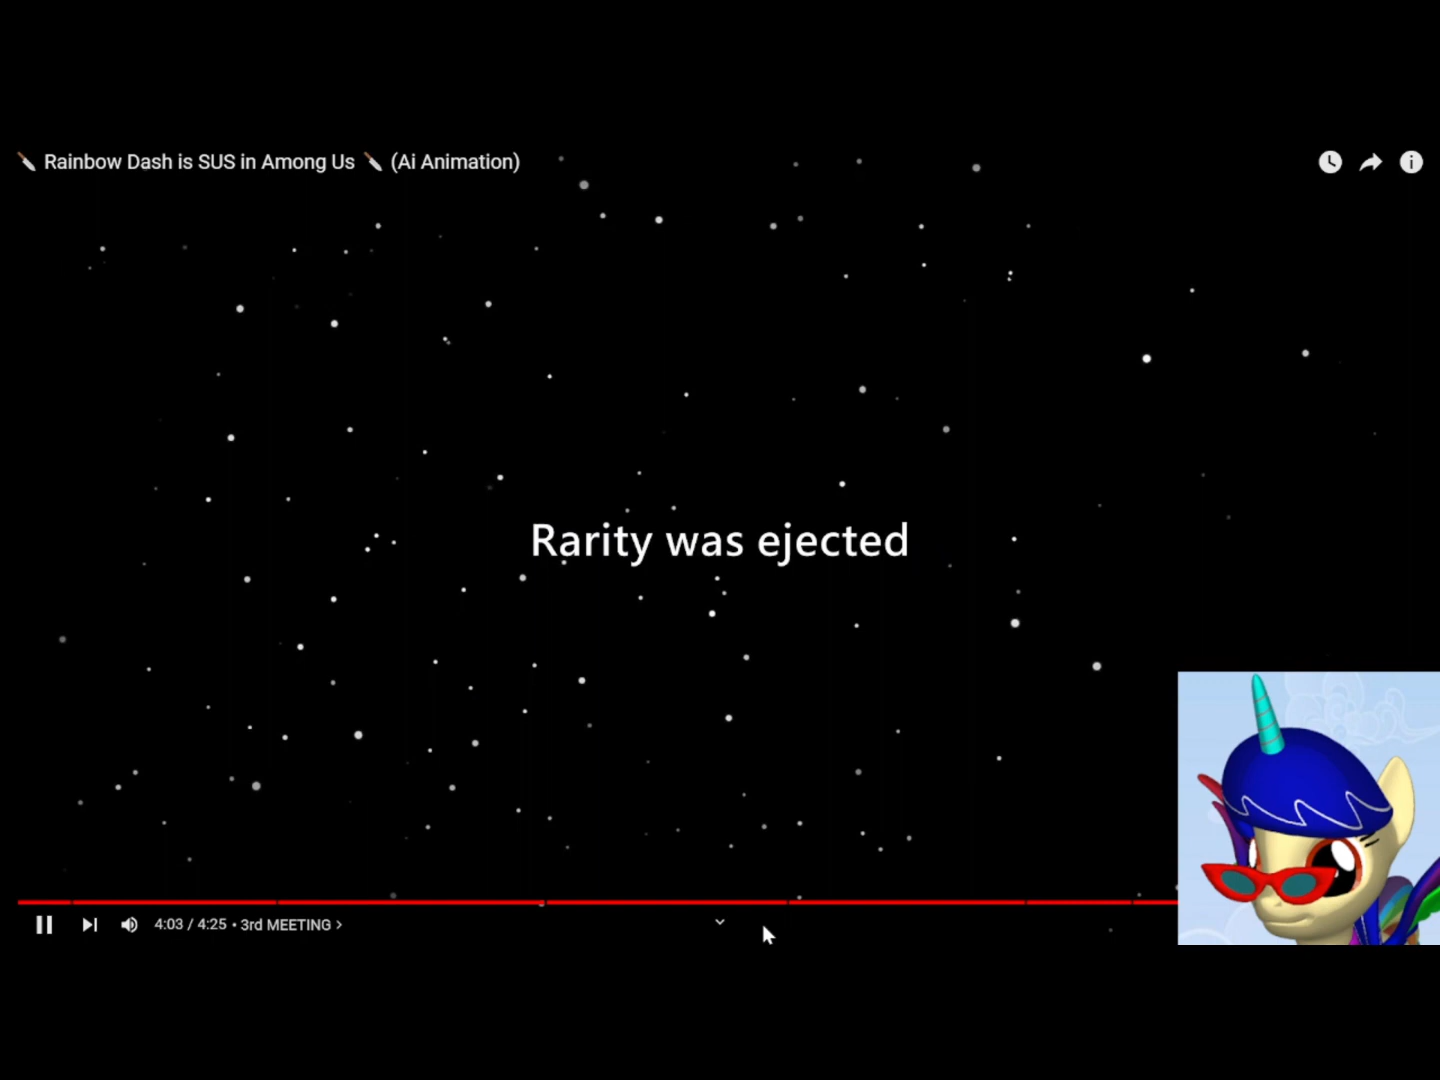 🔪 Rainbow Dash is SUS in Among Us 🔪 (Ai Animation)
Rarity was ejected
4:03 / 4:25 • 3rd MEETING >